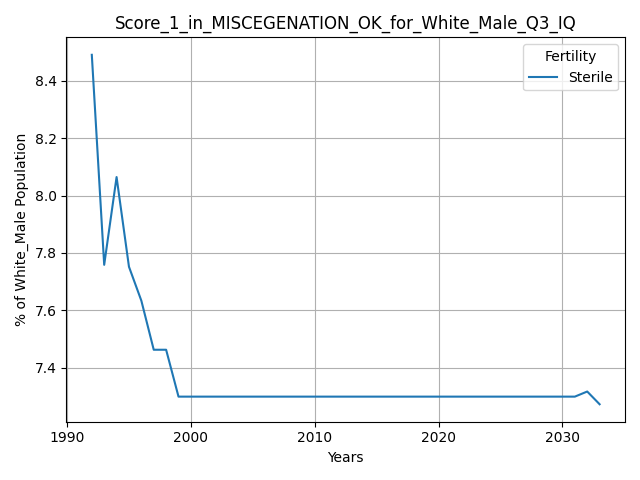 Score_1_in_MISCEGENATION_OK_for_White_Male_Q3_IQ
Fertility
Sterile
% of White_Male Population
8.4
8.2
8.0
7.8
7.6
7.4
1990
2000
2010
2020
2030
Years